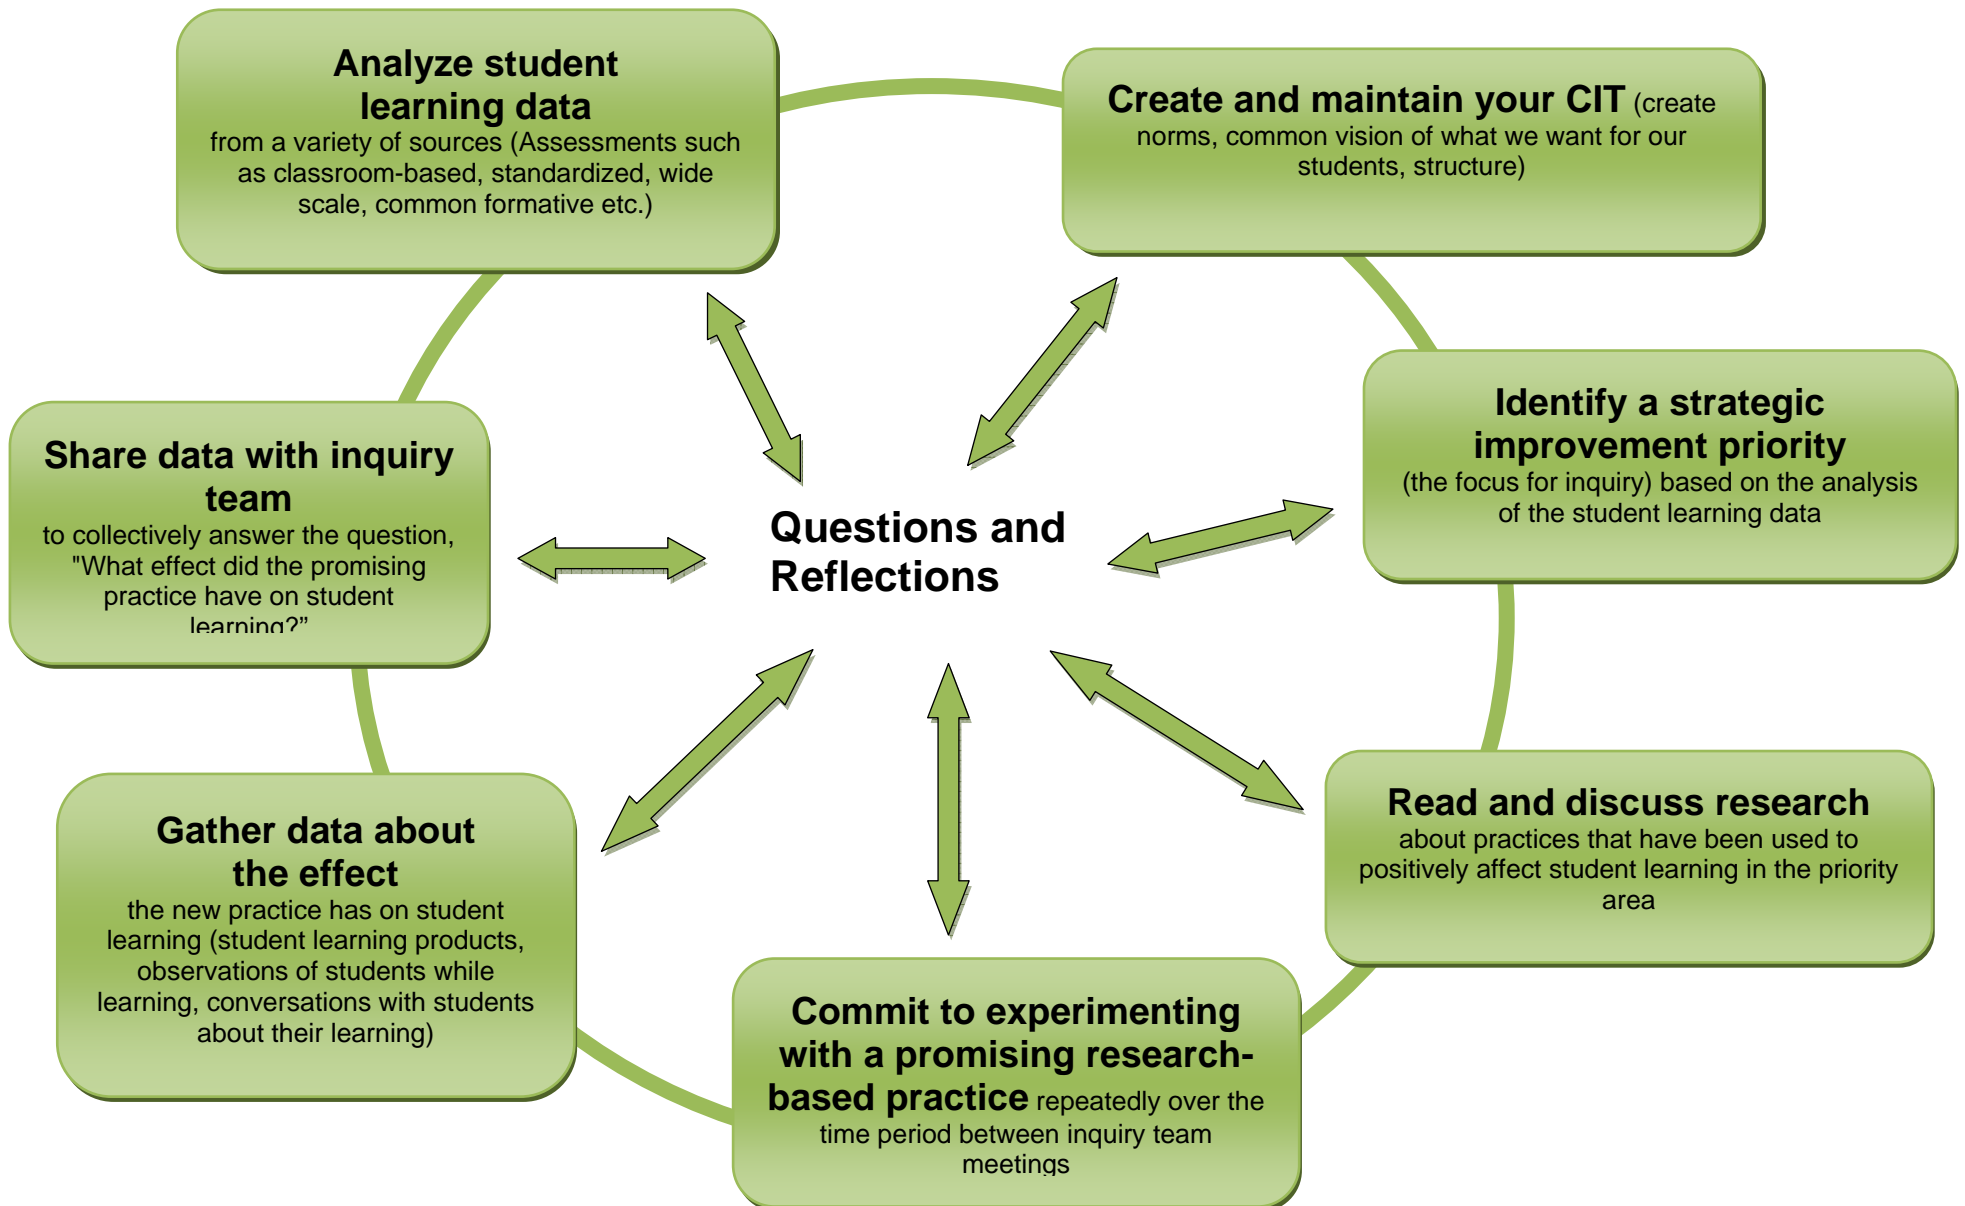 Analyze student
learning data
from a variety of sources (Assessments such
as classroom-based, standardized, wide
scale, common formative etc.)
Create and maintain your CIT (create
norms, common vision of what we want for our
students, structure)
Identify a strategic
improvement priority
(the focus for inquiry) based on the analysis
of the student learning data
Read and discuss research
about practices that have been used to
positively affect student learning in the priority
area
Commit to experimenting
with a promising research-
based practice repeatedly over the
time period between inquiry team
meetings
Gather data about
the effect
the new practice has on student
learning (student learning products,
observations of students while
learning, conversations with students
about their learning)
Share data with inquiry
team
to collectively answer the question,
"What effect did the promising
practice have on student
learning?”
Questions and
Reflections